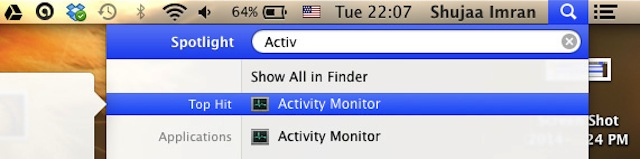 64% Tue 22:07 Shujaa Imran
Spotlight Activ
Show All in Finder
Top Hit Activity Monitor
Shot
Applications Activity Monitor
24 PM